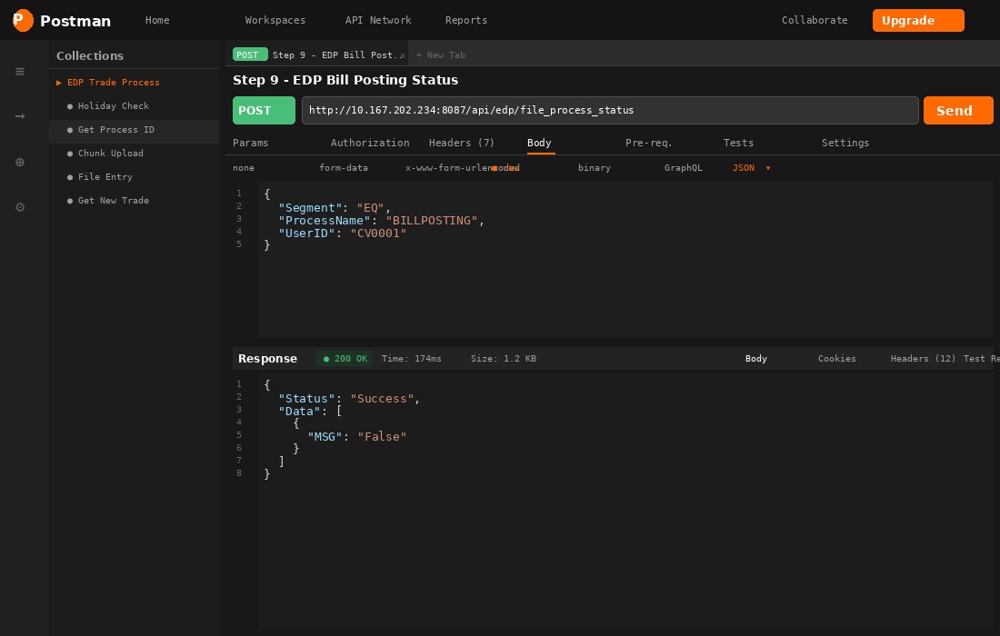 P Postman Home Workspaces API Network Reports Collaborate Upgrade
Collections
▶ EDP Trade Process
● Holiday Check
● Get Process ID
● Chunk Upload
● File Entry
● Get New Trade
POST Step 9 - EDP Bill Post.. x + New Tab
Step 9 - EDP Bill Posting Status
POST http://10.167.202.234:8087/api/edp/file_process_status Send
Params Authorization Headers (7) Body Pre-req. Tests Settings
none form-data x-www-form-urlencoded ● raw binary GraphQL JSON ▾
1 {
2 "Segment": "EQ",
3 "ProcessName": "BILLPOSTING",
4 "UserID": "CV0001"
5 }
Response ● 200 OK Time: 174ms Size: 1.2 KB Body Cookies Headers (12) Test Re
1 {
2 "Status": "Success",
3 "Data": [
4 {
5 "MSG": "False"
6 }
7 ]
8 }